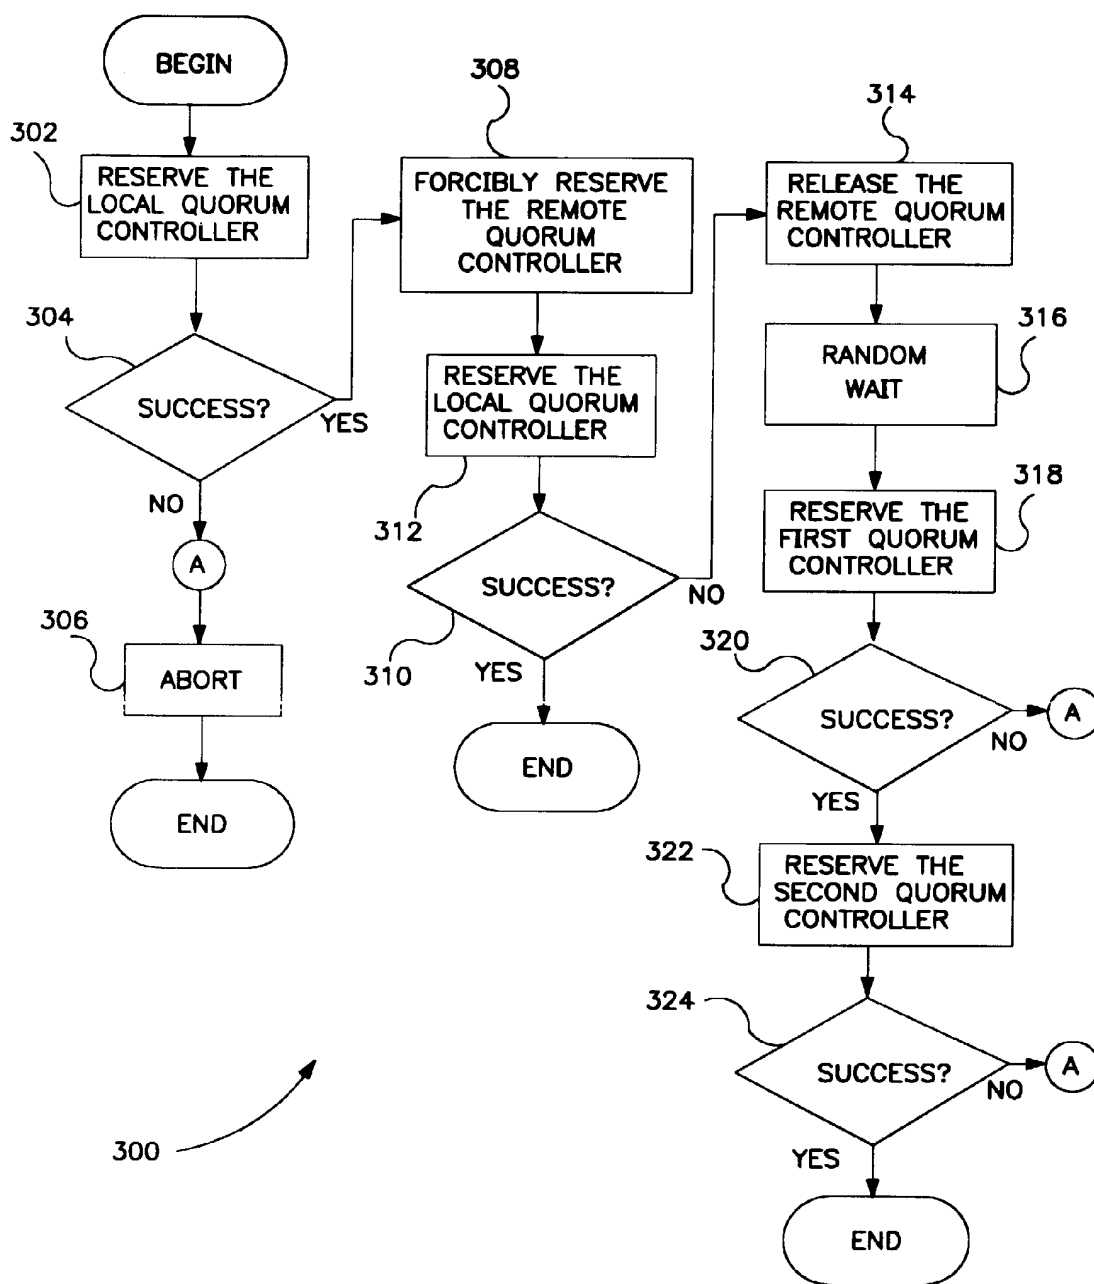 BEGIN
302
RESERVE THE
LOCAL QUORUM
CONTROLLER
304
SUCCESS?
YES
NO
A
306
ABORT
END
308
FORCIBLY RESERVE
THE REMOTE
QUORUM
CONTROLLER
RESERVE THE
LOCAL QUORUM
CONTROLLER
312
SUCCESS?
NO
310
YES
END
314
RELEASE THE
REMOTE QUORUM
CONTROLLER
316
RANDOM
WAIT
318
RESERVE THE
FIRST QUORUM
CONTROLLER
320
SUCCESS?
NO
A
YES
322
RESERVE THE
SECOND QUORUM
CONTROLLER
324
SUCCESS?
NO
A
YES
END
300